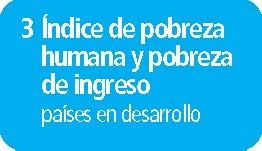 3 Índice de pobreza
humana y pobreza
de ingreso
países en desarrollo